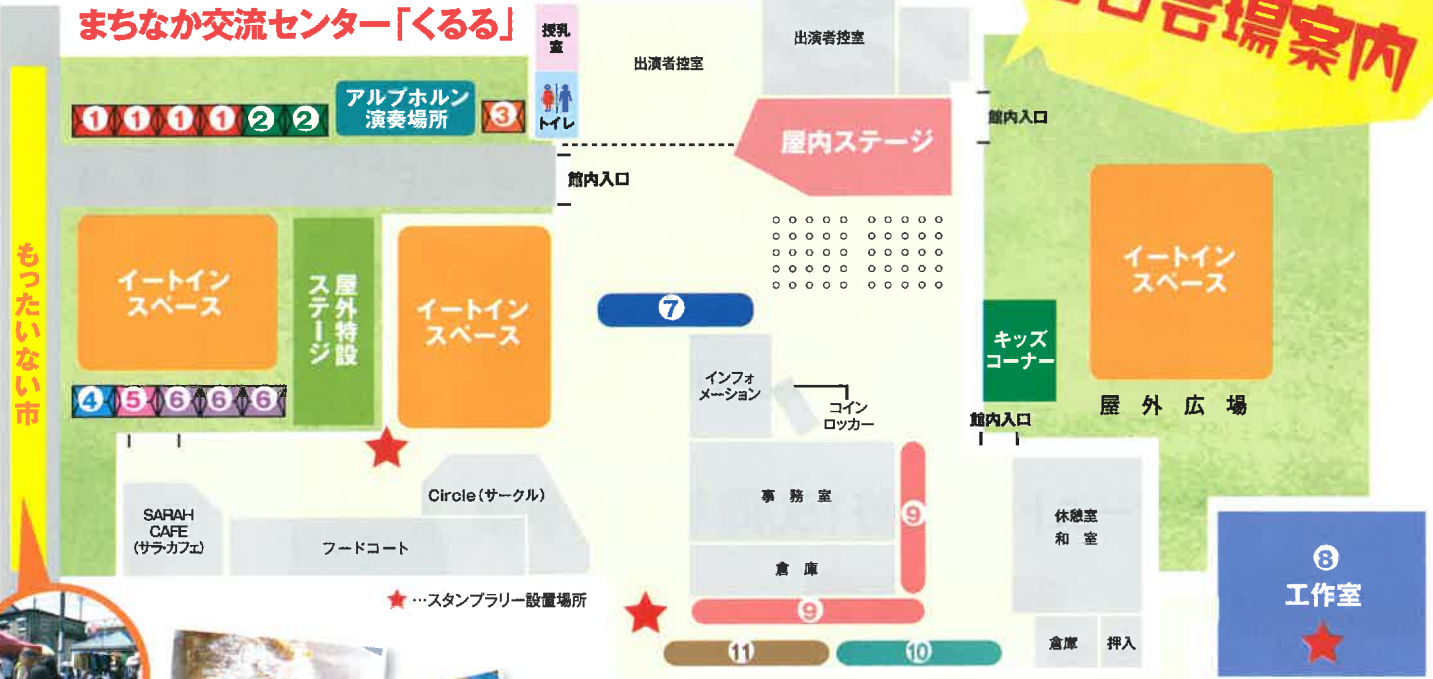 まちなか交流センター「くるる」
会場案内
授乳
室
トイレ
出演者控室
出演者控室
1
1
1
1
2
2
アルプホルン
演奏場所
3
屋内ステージ
館内入口
館内入口
もったいない市
イートイン
スペース
屋外特設
ステージ
イートイン
スペース
7
イートイン
スペース
キッズ
コーナー
4
5
6
6
6
インフォ
メーション
コイン
ロッカー
屋外広場
館内入口
SARAH
CAFE
(サラ・カフェ)
Circle(サークル)
フードコート
事務室
9
倉庫
休憩室
和室
8
工作室
★…スタンプラリー設置場所
9
11
10
倉庫
押入